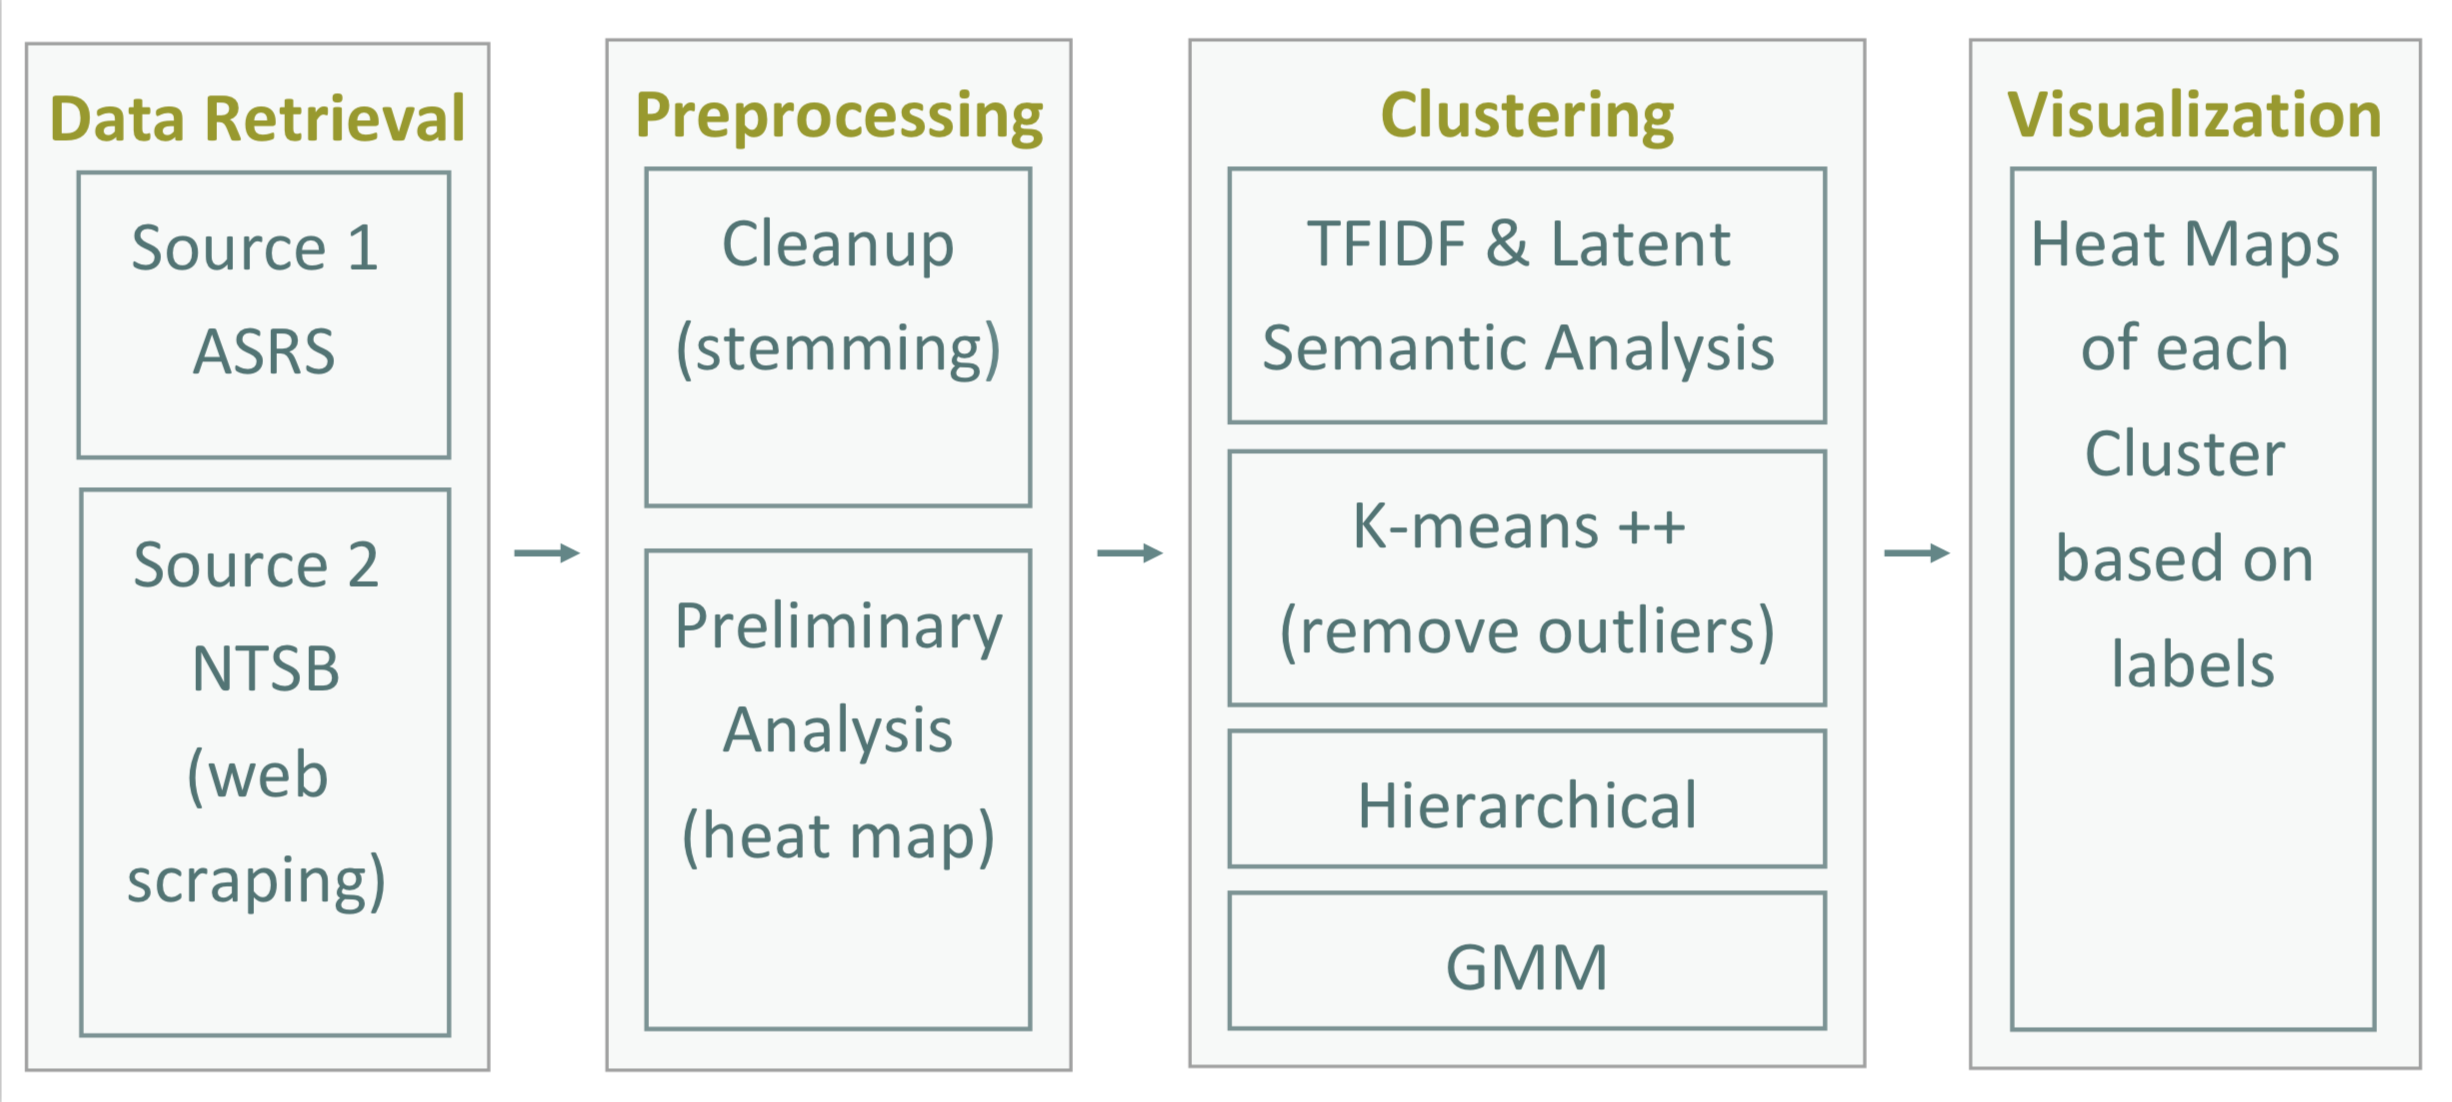 Data Retrieval
Source 1
ASRS
Source 2
NTSB
(web
scraping)
Preprocessing
Cleanup
(stemming)
Preliminary
Analysis
(heat map)
Clustering
TFIDF & Latent
Semantic Analysis
K-means ++
(remove outliers)
Hierarchical
GMM
Visualization
Heat Maps
of each
Cluster
based on
labels